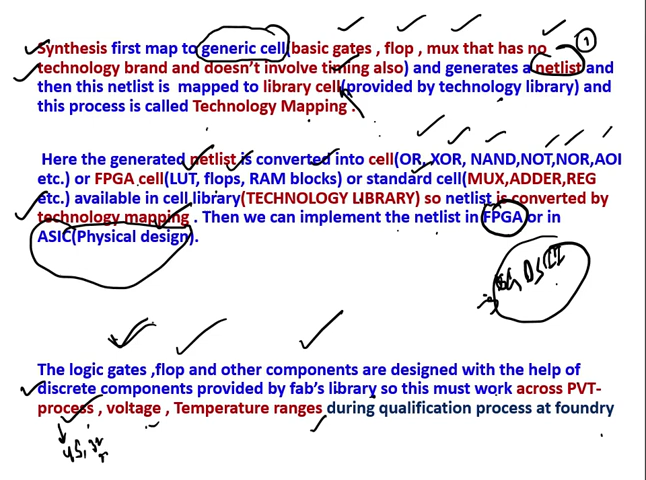 Synthesis first map to generic cell(basic gates , flop , mux that has no
technology brand and doesn't involve timing also) and generates a netlist and
then this netlist is mapped to library cell(provided by technology library) and
this process is called Technology Mapping .
1
Here the generated netlist is converted into cell(OR, XOR, NAND,NOT,NOR,AOI
etc.) or FPGA cell(LUT, flops, RAM blocks) or standard cell(MUX,ADDER,REG
etc.) available in cell library(TECHNOLOGY LIBRARY) so netlist is converted by
technology mapping . Then we can implement the netlist in FPGA or in
ASIC(Physical design).
The logic gates ,flop and other components are designed with the help of
discrete components provided by fab's library so this must work across PVT-
process , voltage , Temperature ranges during qualification process at foundry